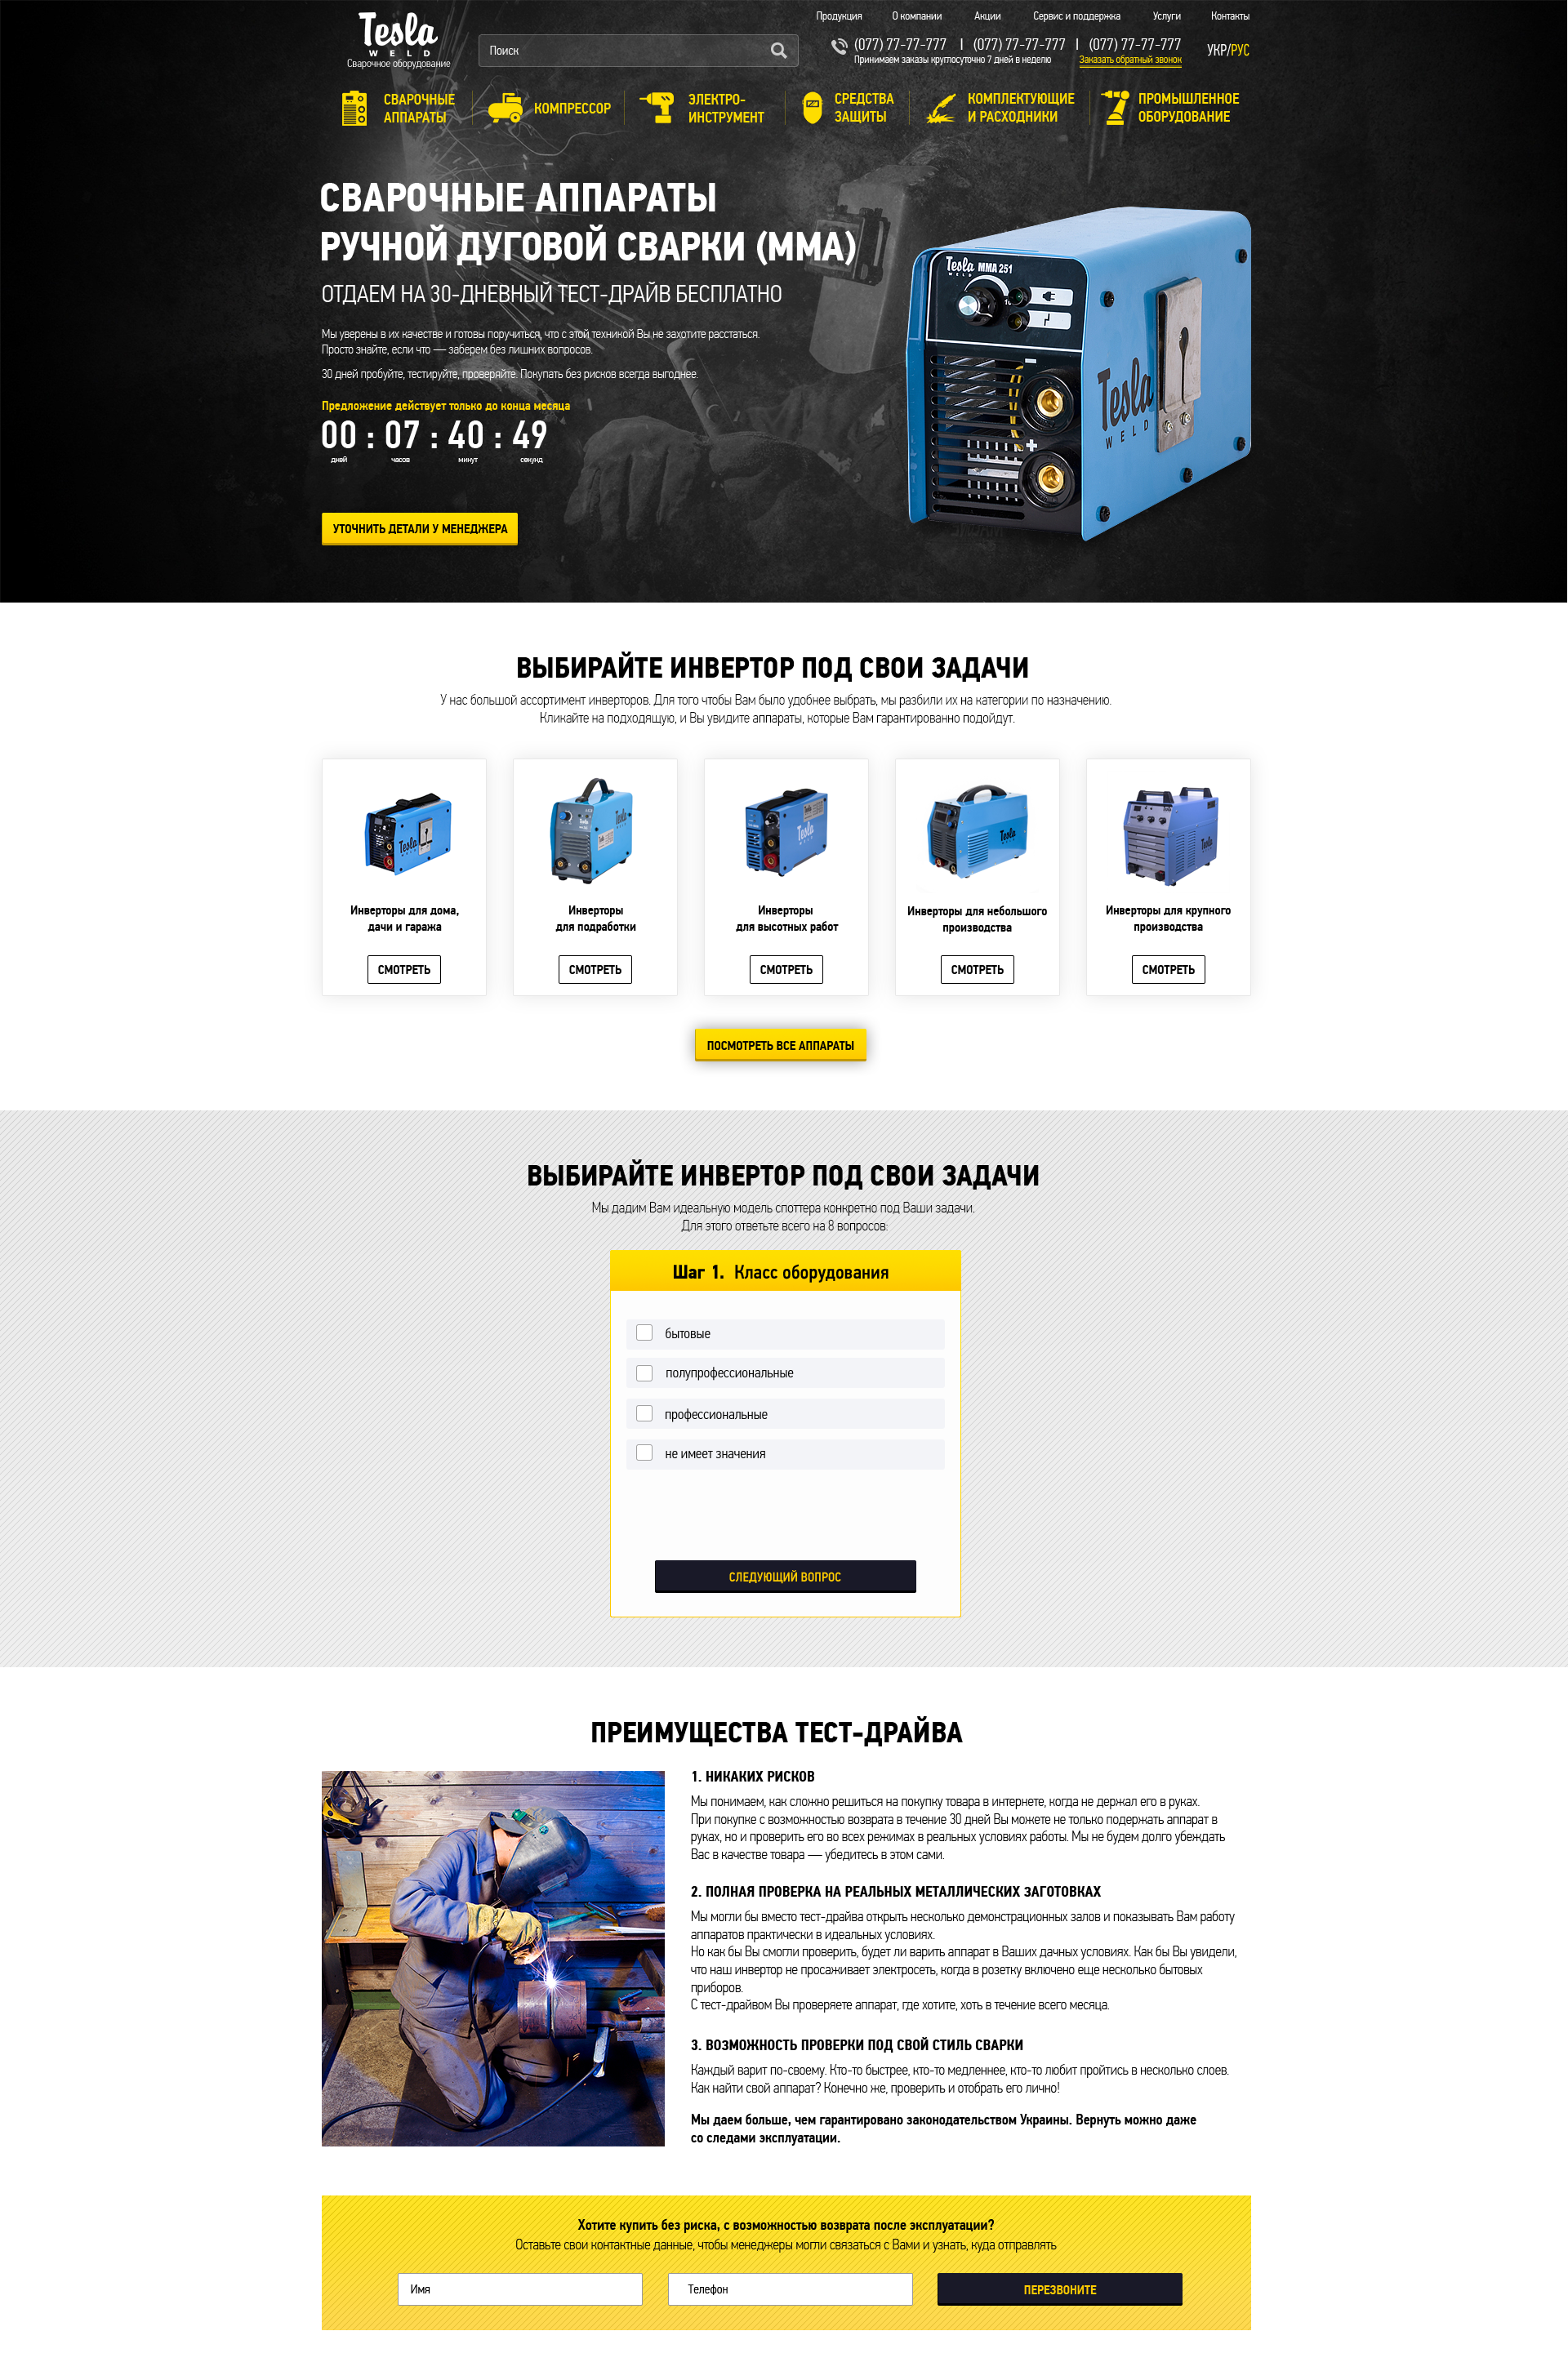 Продукция О компании Акции Сервис и поддержка Услуги Контакты
Tesla
WELD
Сварочное оборудование
Поиск
(077) 77-77-777 | (077) 77-77-777 | (077) 77-77-777
Принимаем заказы круглосуточно 7 дней в неделю
Заказать обратный звонок
УКР/РУС
СВАРОЧНЫЕ
АППАРАТЫ
КОМПРЕССОР
ЭЛЕКТРО-
ИНСТРУМЕНТ
СРЕДСТВА
ЗАЩИТЫ
КОМПЛЕКТУЮЩИЕ
И РАСХОДНИКИ
ПРОМЫШЛЕННОЕ
ОБОРУДОВАНИЕ
СВАРОЧНЫЕ АППАРАТЫ
РУЧНОЙ ДУГОВОЙ СВАРКИ (ММА)
ОТДАЕМ НА 30-ДНЕВНЫЙ ТЕСТ-ДРАЙВ БЕСПЛАТНО
Мы уверены в их качестве и готовы поручиться, что с этой техникой Вы не захотите расстаться.
Просто знайте, если что — заберем без лишних вопросов.
30 дней пробуйте, тестируйте, проверяйте. Покупать без рисков всегда выгоднее.
Предложение действует только до конца месяца
00 : 07 : 40 : 49
дней часов минут секунд
УТОЧНИТЬ ДЕТАЛИ У МЕНЕДЖЕРА
Tesla MMA 251
WELD
Tesla
WELD
ВЫБИРАЙТЕ ИНВЕРТОР ПОД СВОИ ЗАДАЧИ
У нас большой ассортимент инверторов. Для того чтобы Вам было удобнее выбрать, мы разбили их на категории по назначению.
Кликайте на подходящую, и Вы увидите аппараты, которые Вам гарантированно подойдут.
Tesla
Tesla
Tesla
Tesla
Tesla
Инверторы для дома,
дачи и гаража
СМОТРЕТЬ
Инверторы
для подработки
СМОТРЕТЬ
Инверторы
для высотных работ
СМОТРЕТЬ
Инверторы для небольшого
производства
СМОТРЕТЬ
Инверторы для крупного
производства
СМОТРЕТЬ
ПОСМОТРЕТЬ ВСЕ АППАРАТЫ
ВЫБИРАЙТЕ ИНВЕРТОР ПОД СВОИ ЗАДАЧИ
Мы дадим Вам идеальную модель споттера конкретно под Ваши задачи.
Для этого ответьте всего на 8 вопросов:
Шаг 1. Класс оборудования
бытовые
полупрофессиональные
профессиональные
не имеет значения
СЛЕДУЮЩИЙ ВОПРОС
ПРЕИМУЩЕСТВА ТЕСТ-ДРАЙВА
1. НИКАКИХ РИСКОВ
Мы понимаем, как сложно решиться на покупку товара в интернете, когда не держал его в руках.
При покупке с возможностью возврата в течение 30 дней Вы можете не только подержать аппарат в
руках, но и проверить его во всех режимах в реальных условиях работы. Мы не будем долго убеждать
Вас в качестве товара — убедитесь в этом сами.
2. ПОЛНАЯ ПРОВЕРКА НА РЕАЛЬНЫХ МЕТАЛЛИЧЕСКИХ ЗАГОТОВКАХ
Мы могли бы вместо тест-драйва открыть несколько демонстрационных залов и показывать Вам работу
аппаратов практически в идеальных условиях.
Но как бы Вы смогли проверить, будет ли варить аппарат в Ваших дачных условиях. Как бы Вы увидели,
что наш инвертор не просаживает электросеть, когда в розетку включено еще несколько бытовых
приборов.
С тест-драйвом Вы проверяете аппарат, где хотите, хоть в течение всего месяца.
3. ВОЗМОЖНОСТЬ ПРОВЕРКИ ПОД СВОЙ СТИЛЬ СВАРКИ
Каждый варит по-своему. Кто-то быстрее, кто-то медленнее, кто-то любит пройтись в несколько слоев.
Как найти свой аппарат? Конечно же, проверить и отобрать его лично!
Мы даем больше, чем гарантировано законодательством Украины. Вернуть можно даже
со следами эксплуатации.
Хотите купить без риска, с возможностью возврата после эксплуатации?
Оставьте свои контактные данные, чтобы менеджеры могли связаться с Вами и узнать, куда отправлять
Имя
Телефон
ПЕРЕЗВОНИТЕ